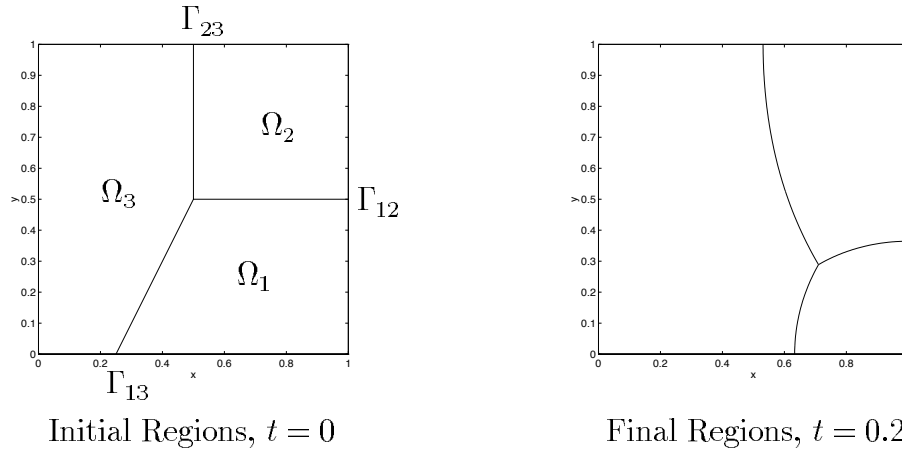 Γ₂₃
1
0.9
0.8
0.7
0.6
0.5
0.4
0.3
0.2
0.1
0
y
0 0.2 0.4 0.6 0.8 1
x
Ω₂
Ω₃
Γ₁₂
Ω₁
Γ₁₃
Initial Regions, t = 0
1
0.9
0.8
0.7
0.6
0.5
0.4
0.3
0.2
0.1
0
y
0 0.2 0.4 0.6 0.8
x
Final Regions, t = 0.2